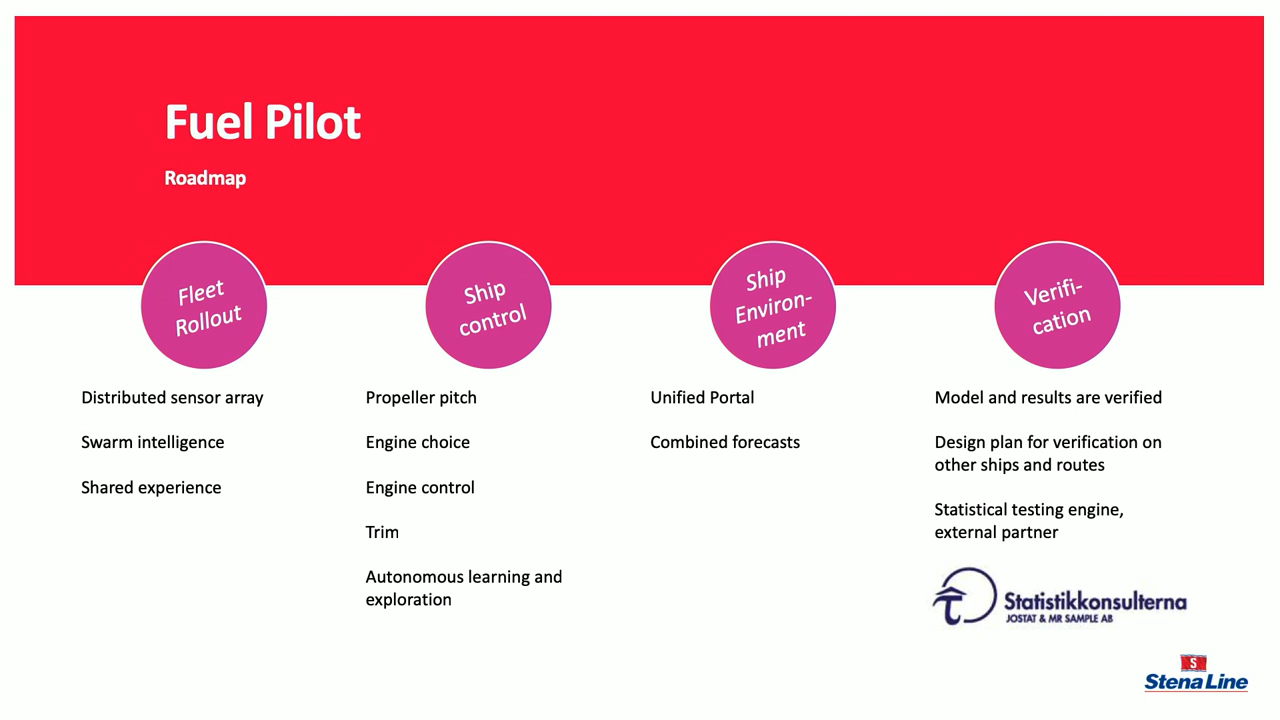 Fuel Pilot
Roadmap
Fleet
Rollout
Ship
control
Ship
Environ-
ment
Verifi-
cation
Distributed sensor array
Swarm intelligence
Shared experience
Propeller pitch
Engine choice
Engine control
Trim
Autonomous learning and
exploration
Unified Portal
Combined forecasts
Model and results are verified
Design plan for verification on
other ships and routes
Statistical testing engine,
external partner
Statistikkonsulterna
JOSTAT & MR SAMPLE AB
S
Stena Line